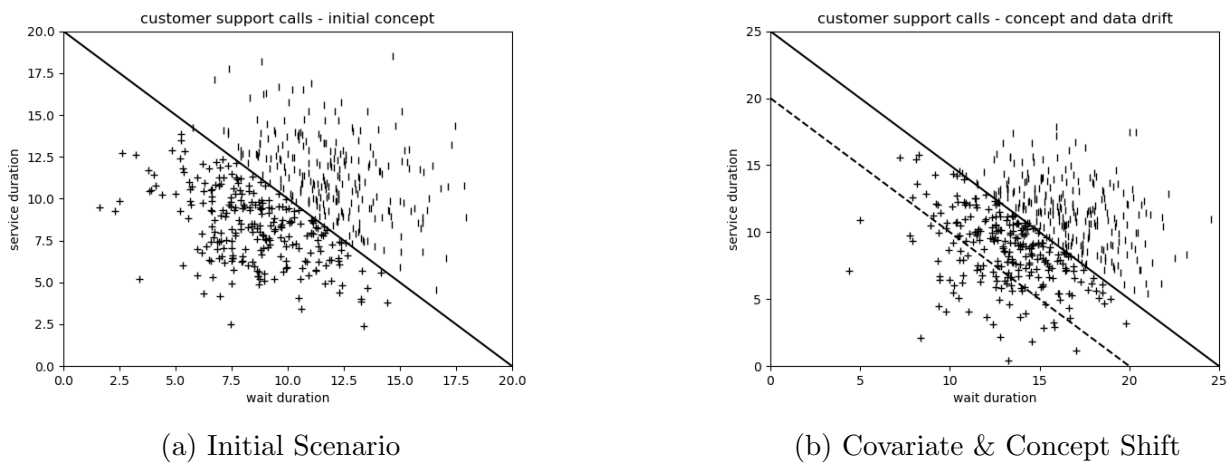 customer support calls - initial concept
20.0
17.5
15.0
12.5
10.0
7.5
5.0
2.5
0.0
service duration
0.0 2.5 5.0 7.5 10.0 12.5 15.0 17.5 20.0
wait duration
(a) Initial Scenario
customer support calls - concept and data drift
25
20
15
10
5
0
service duration
0 5 10 15 20 25
wait duration
(b) Covariate & Concept Shift